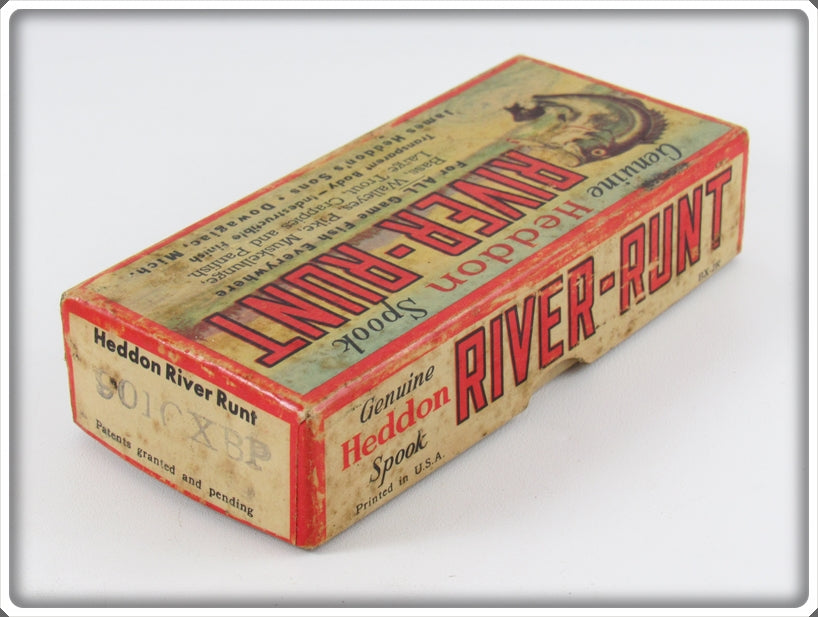 Genuine Heddon Spook
RIVER-RUNT
For ALL Game Fish Everywhere
Bass, Walleyes, Pike, Muskellunge,
Large Trout, Crappies and Panfish.
Transparent Body-Indestructible Finish
James Heddon's Sons, Dowagiac, Mich.
Heddon River Runt
9010XBP
Patents granted and pending
Genuine
Heddon
Spook
RIVER-RUNT
Printed in U.S.A.